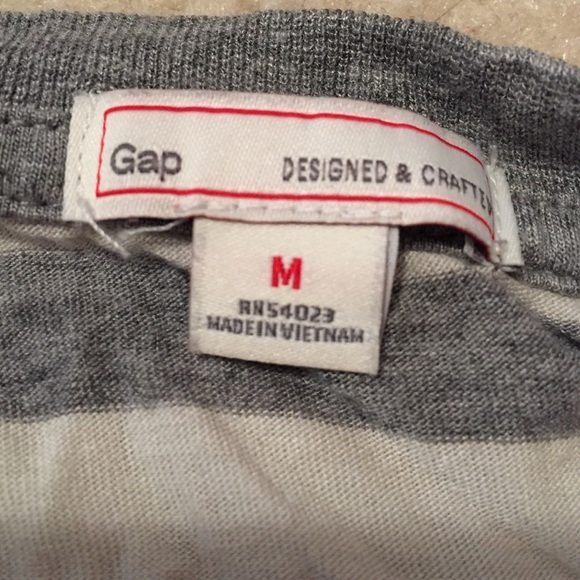 Gap DESIGNED & CRAFTE
M
RN54023
MADE IN VIETNAM